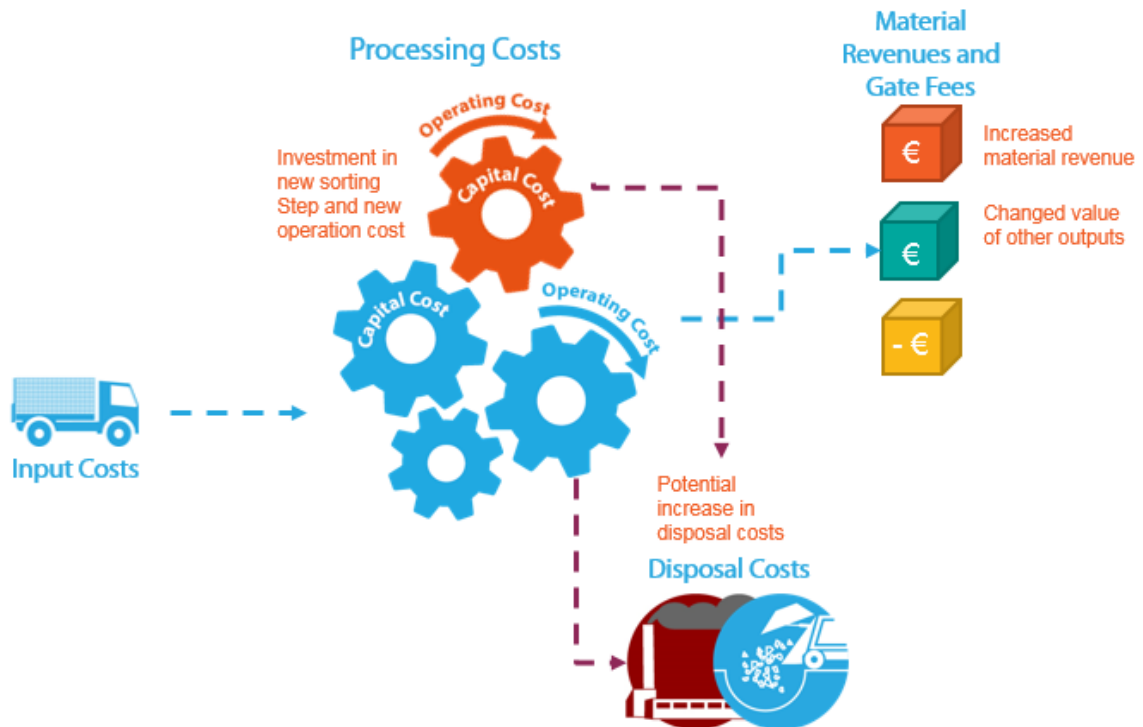 Processing Costs
Material
Revenues and
Gate Fees
Operating Cost
Capital Cost
Investment in
new sorting
Step and new
operation cost
€
Increased
material revenue
€
Changed value
of other outputs
- €
Capital Cost
Operating Cost
Input Costs
Potential
increase in
disposal costs
Disposal Costs